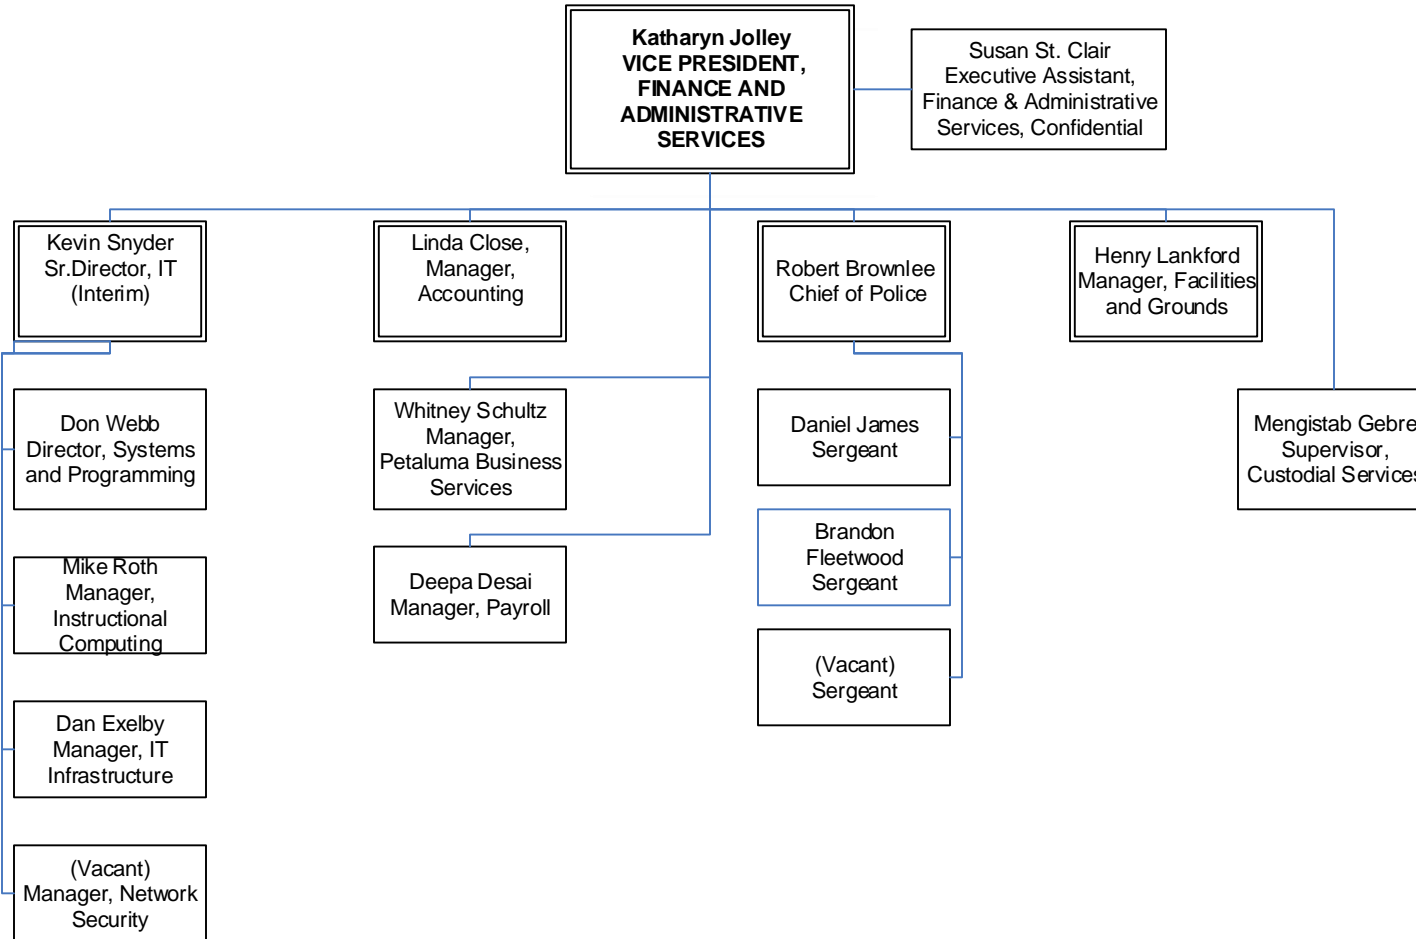 Katharyn Jolley
VICE PRESIDENT,
FINANCE AND
ADMINISTRATIVE
SERVICES
Susan St. Clair
Executive Assistant,
Finance & Administrative
Services, Confidential
Kevin Snyder
Sr.Director, IT
(Interim)
Linda Close,
Manager,
Accounting
Robert Brownlee
Chief of Police
Henry Lankford
Manager, Facilities
and Grounds
Don Webb
Director, Systems
and Programming
Whitney Schultz
Manager,
Petaluma Business
Services
Daniel James
Sergeant
Mengistab Gebre
Supervisor,
Custodial Services
Mike Roth
Manager,
Instructional
Computing
Deepa Desai
Manager, Payroll
Brandon
Fleetwood
Sergeant
(Vacant)
Sergeant
Dan Exelby
Manager, IT
Infrastructure
(Vacant)
Manager, Network
Security